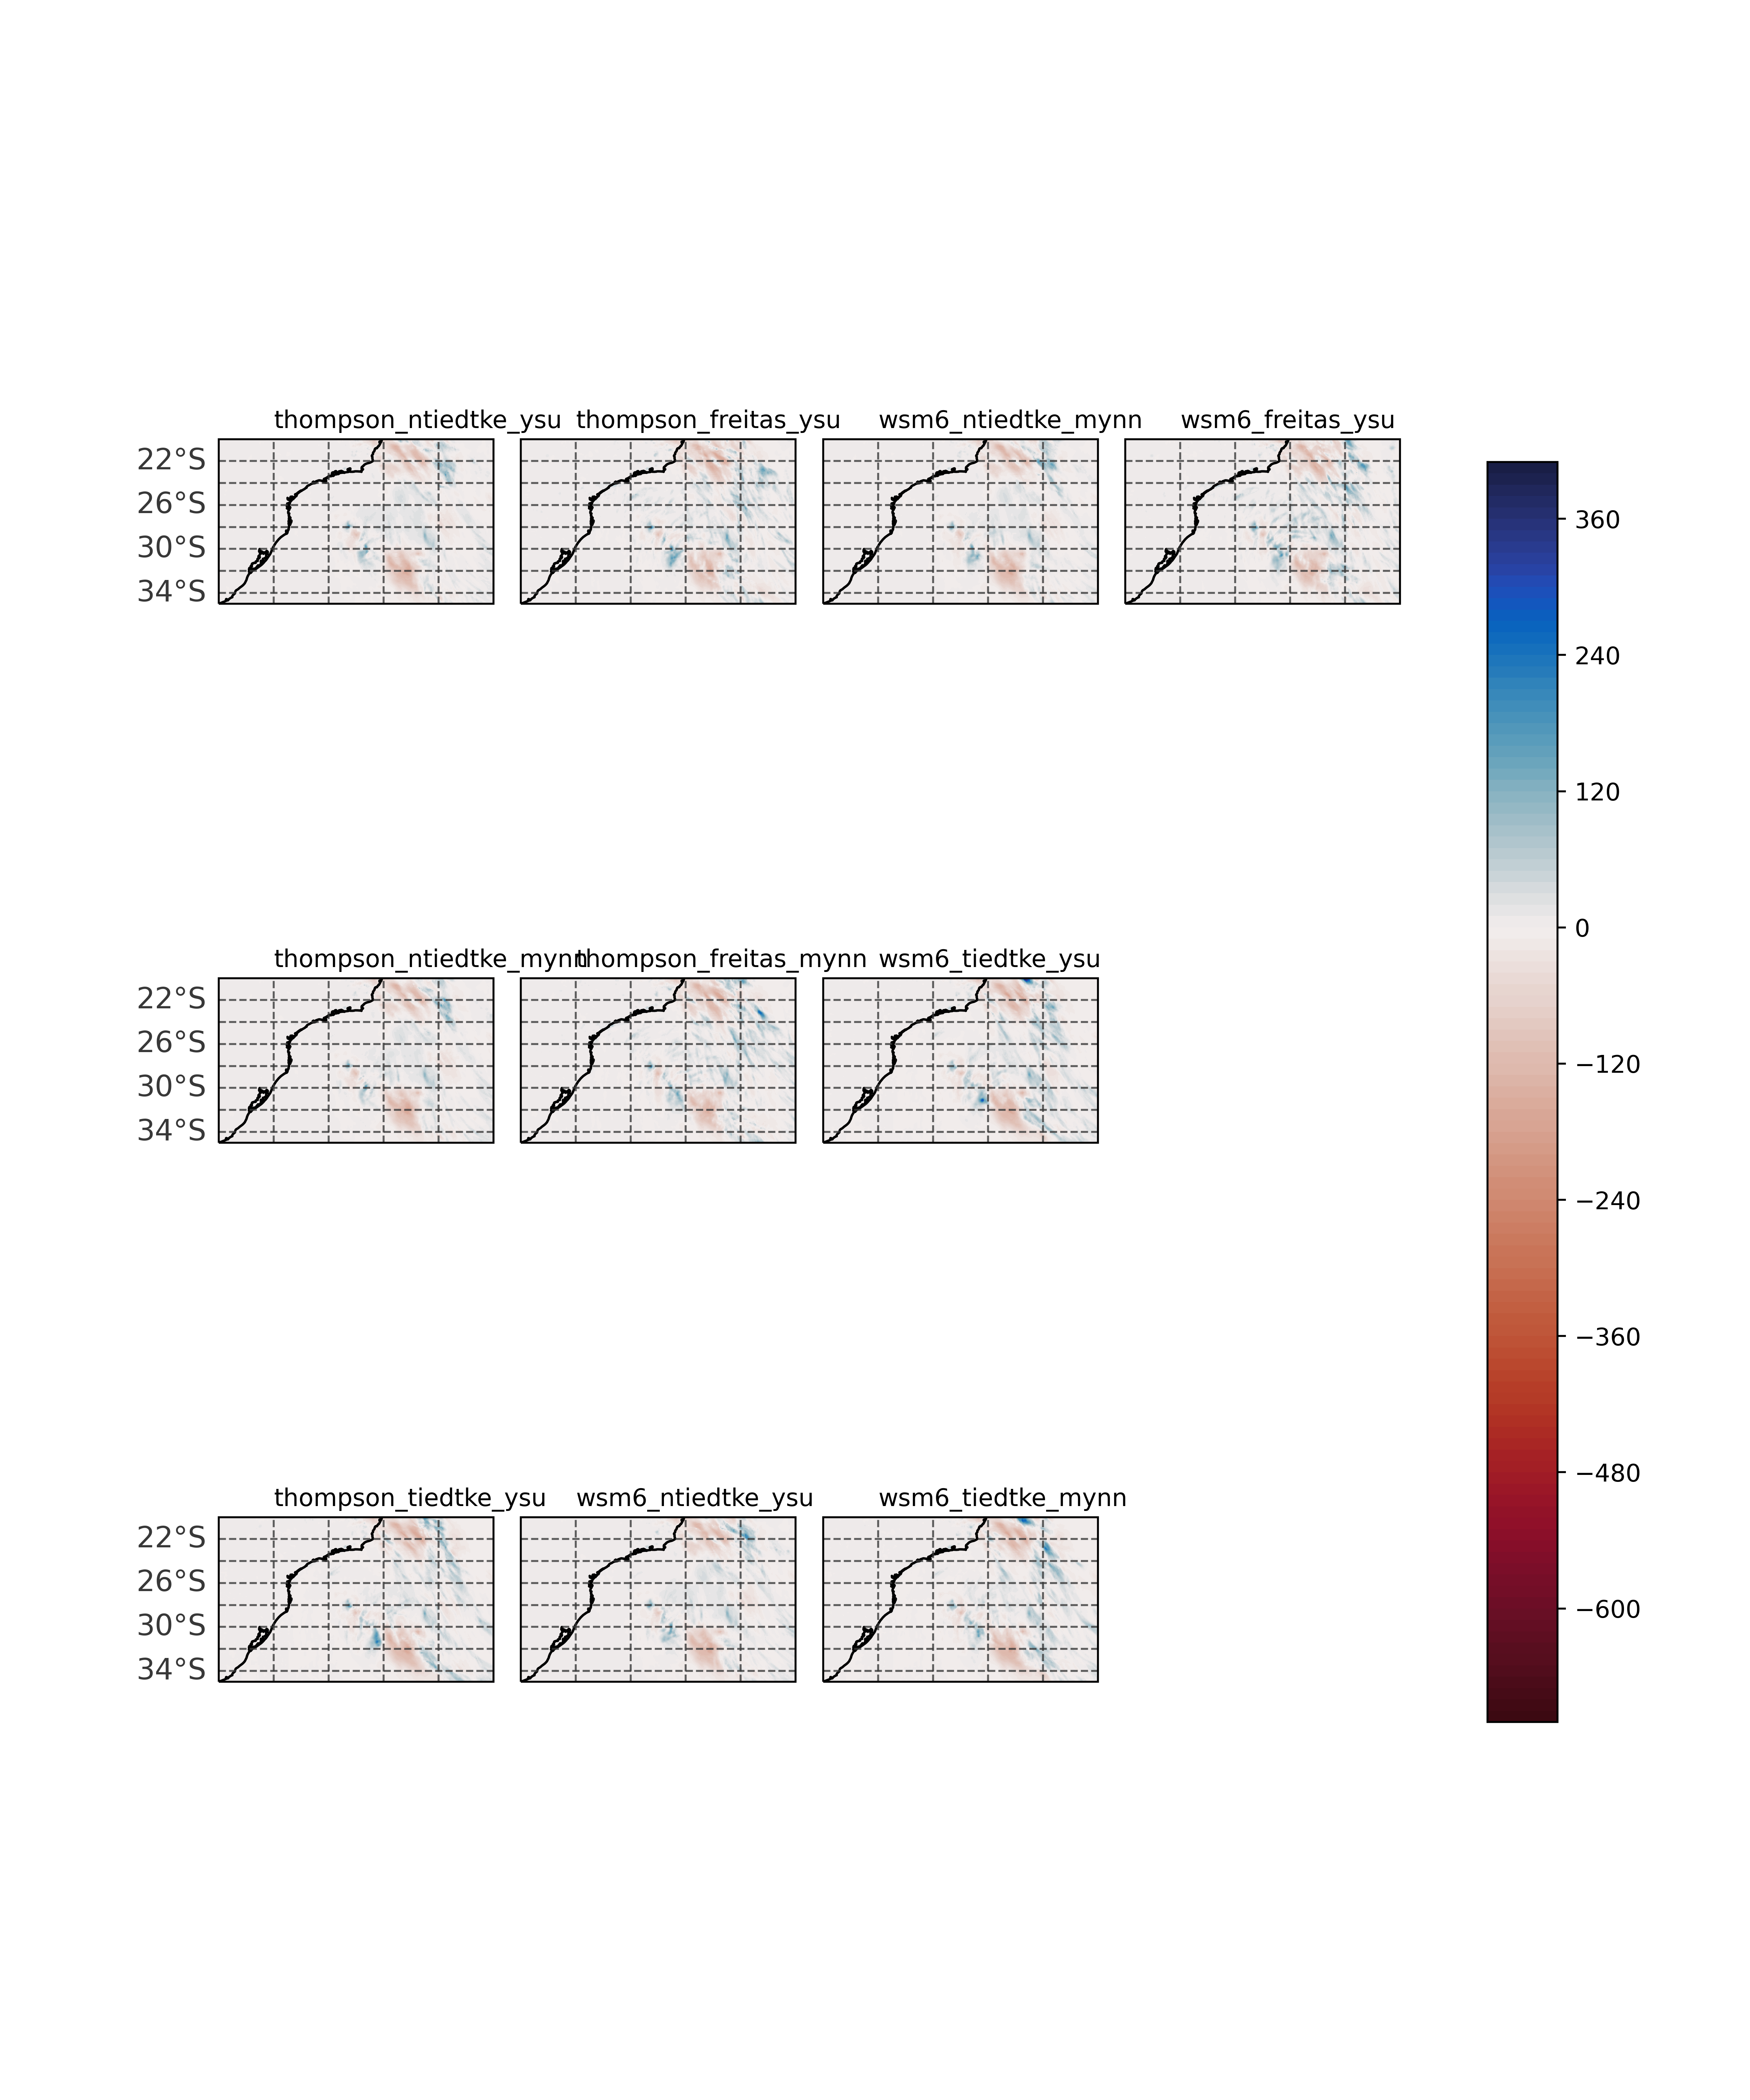 thompson_ntiedtke_ysu
thompson_freitas_ysu
wsm6_ntiedtke_mynn
wsm6_freitas_ysu
22°S
26°S
30°S
34°S
thompson_ntiedtke_mynn
thompson_freitas_mynn
wsm6_tiedtke_ysu
22°S
26°S
30°S
34°S
thompson_tiedtke_ysu
wsm6_ntiedtke_ysu
wsm6_tiedtke_mynn
22°S
26°S
30°S
34°S
360
240
120
0
−120
−240
−360
−480
−600